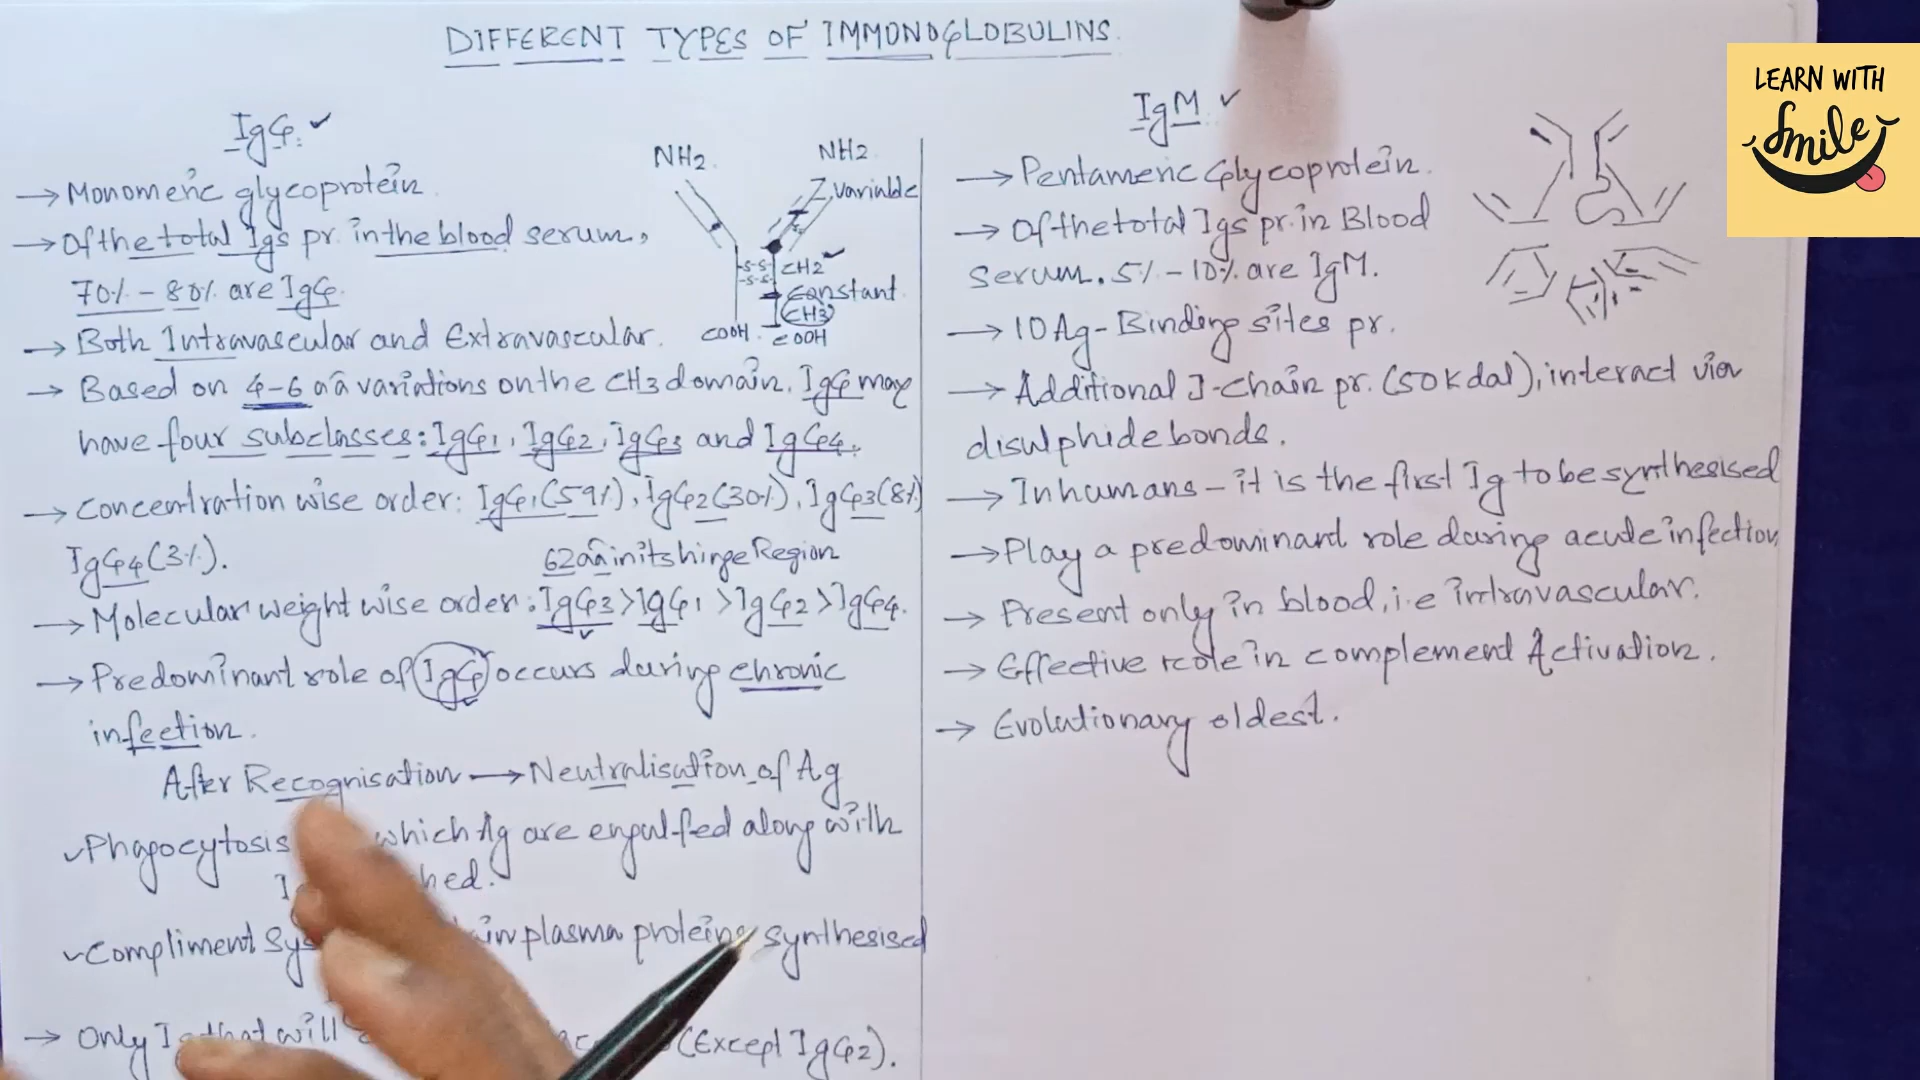 DIFFERENT TYPES OF IMMUNOGLOBULINS.
LEARN WITH
Smile
IgG.
→ Monomeric glycoprotein
→ Of the total Igs pr. in the blood serum,
70% - 80% are IgG.
→ Both Intravascular and Extravascular.
→ Based on 4-6 aa variations on the CH3 domain, IgG may
have four subclasses: IgG1, IgG2, IgG3 and IgG4.
→ Concentration wise order: IgG1 (59%), IgG2 (30%), IgG3 (8%)
IgG4 (3%).
62 aa in its hinge Region
→ Molecular weight wise order: IgG3 > IgG1 > IgG2 > IgG4.
→ Predominant role of IgG occurs during chronic
infection.
After Recognisation → Neutralisation of Ag
✓ Phagocytosis which Ag are engulfed along with
✓ Compliment plasma proteins synthesised
→ Only that will (Except IgG2).
NH2. NH2
variable
-S-S- CH2
-S-S-
constant
CH3
COOH. COOH
IgM.
→ Pentameric Glycoprotein.
→ Of the total Igs pr. in Blood
serum, 5% - 10% are IgM.
→ 10 Ag-Binding sites pr.
→ Additional J-chain pr. (50Kdal), interact via
disulphide bonds.
→ In humans - it is the first Ig to be synthesised
→ Play a predominant role during acute infection
→ Present only in blood, i.e intravascular.
→ Effective role in complement Activation.
→ Evolutionary oldest.